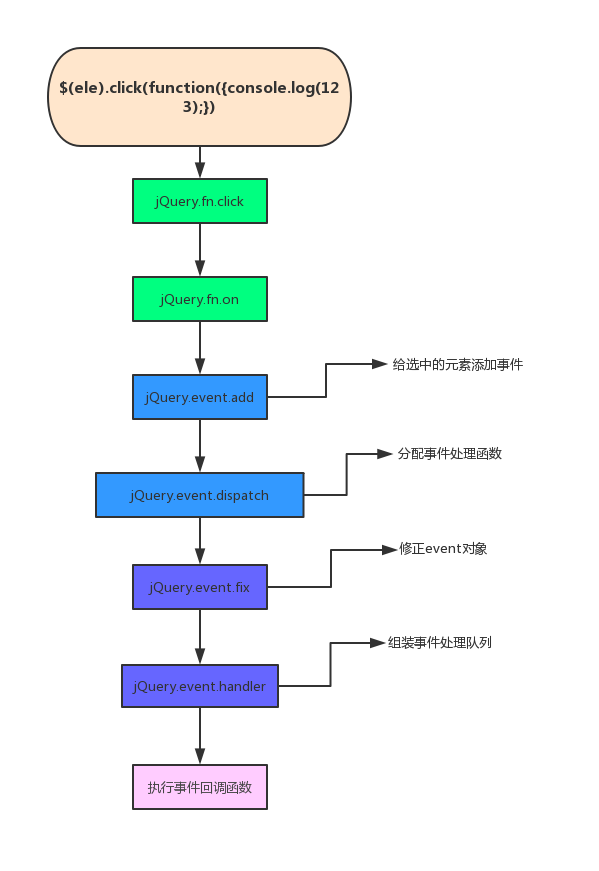 $(ele).click(function({console.log(12
3);})
jQuery.fn.click
jQuery.fn.on
给选中的元素添加事件
jQuery.event.add
分配事件处理函数
jQuery.event.dispatch
修正event对象
jQuery.event.fix
组装事件处理队列
jQuery.event.handler
执行事件回调函数